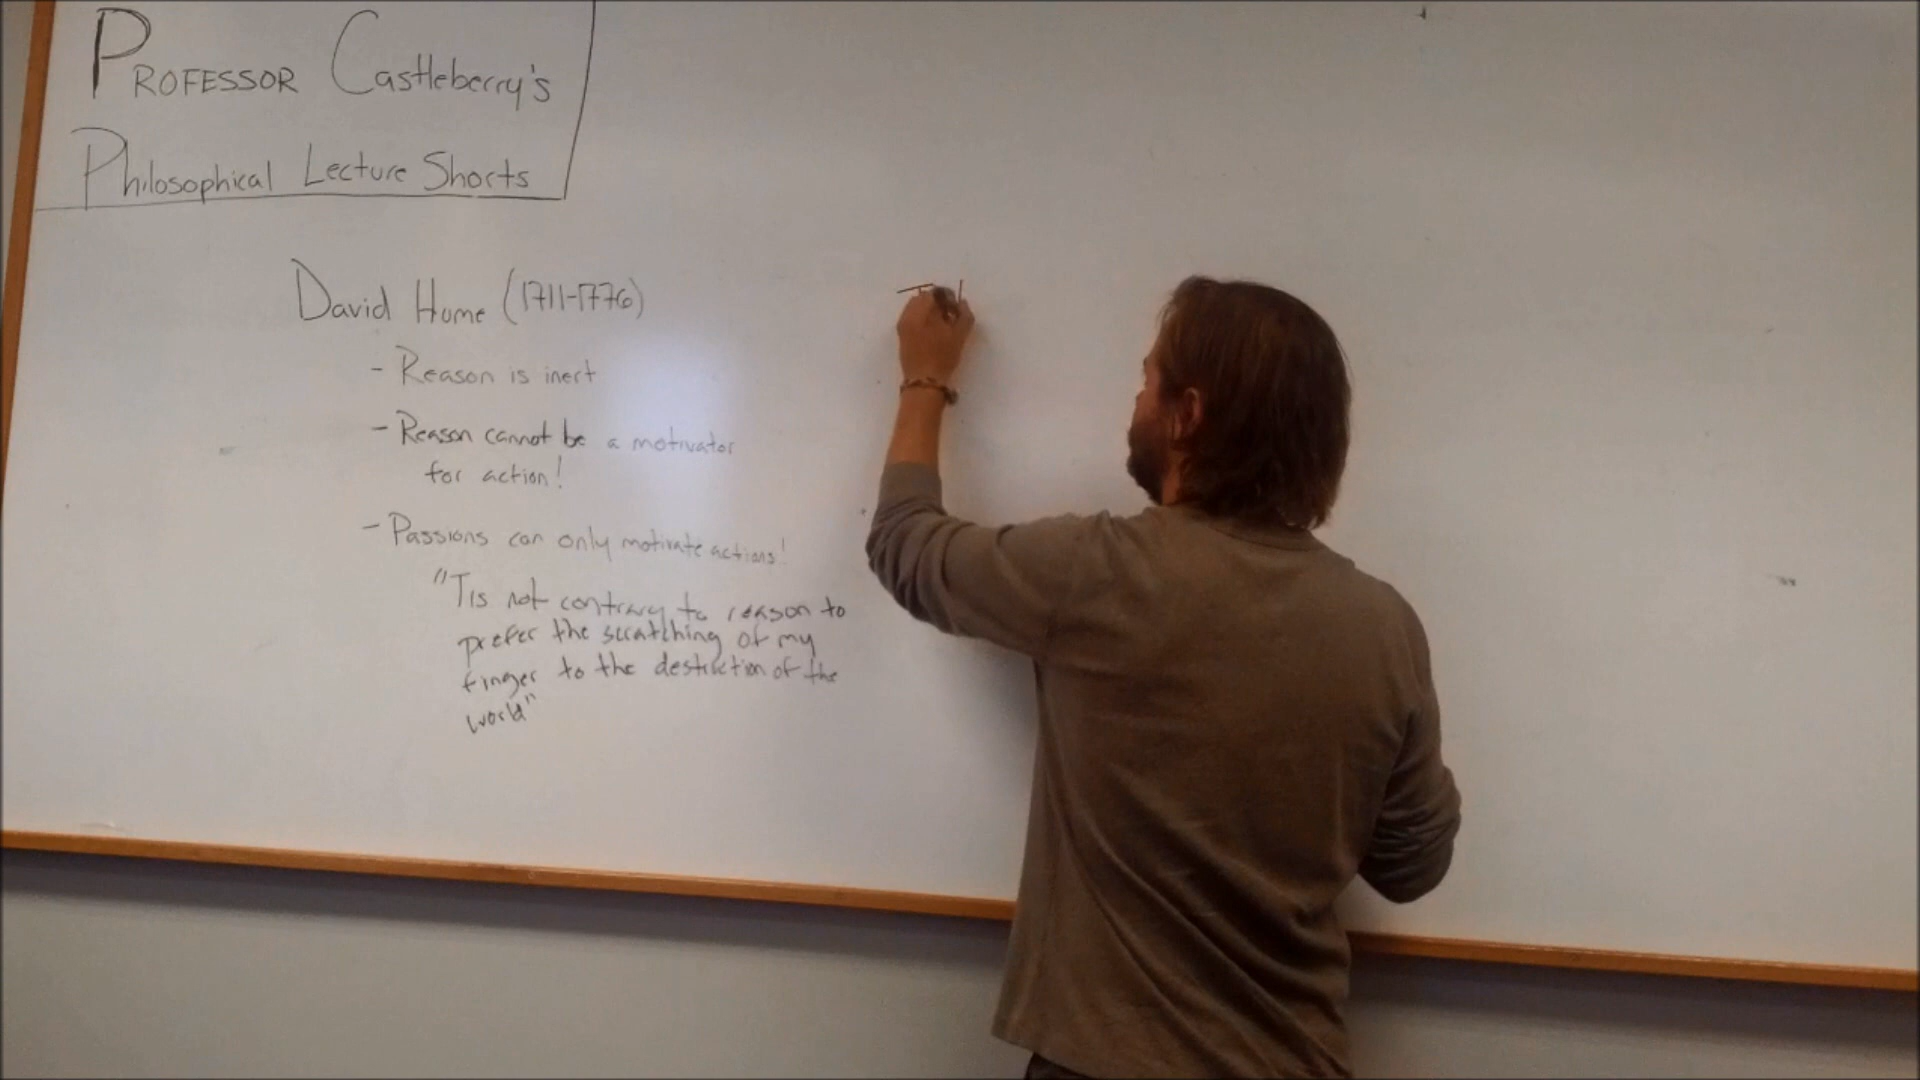 PROFESSOR Castleberry's
Philosophical Lecture Shorts
David Hume (1711-1776)
- Reason is inert
- Reason cannot be a motivator
for action!
- Passions can only motivate actions!
"Tis not contrary to reason to
prefer the scratching of my
finger to the destruction of the
world"